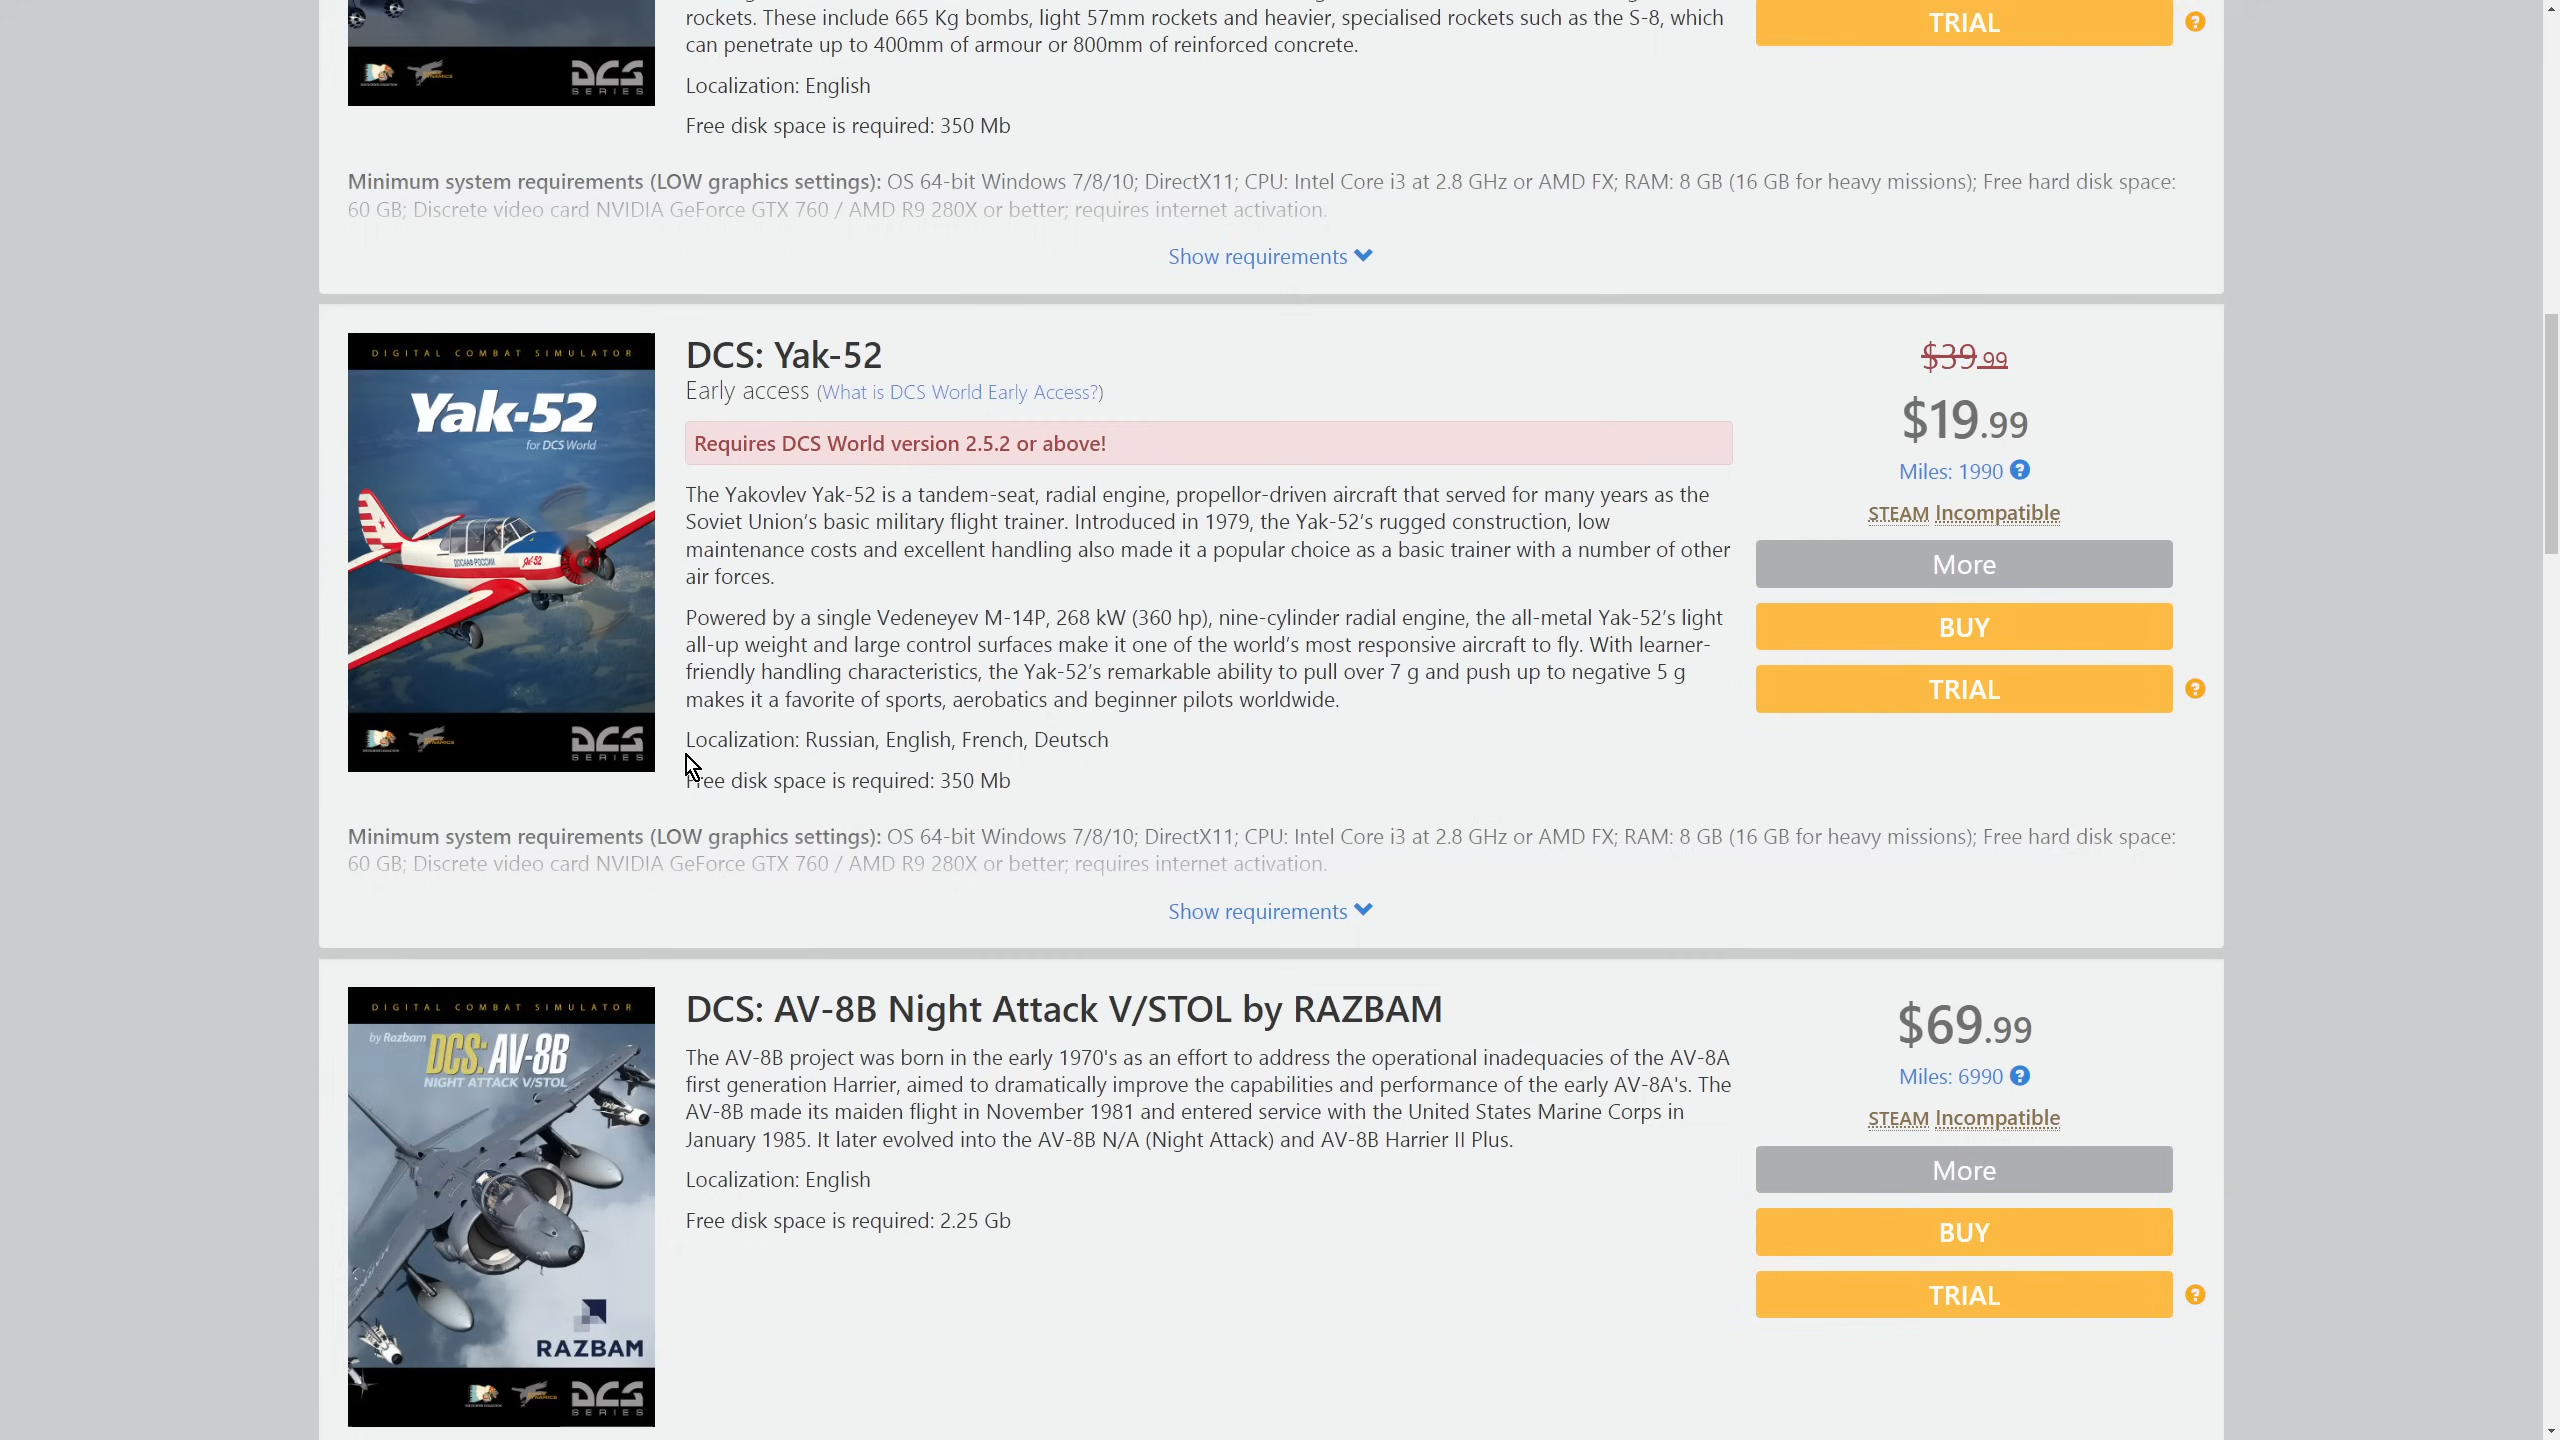 rockets. These include 665 Kg bombs, light 57mm rockets and heavier, specialised rockets such as the S-8, which
can penetrate up to 400mm of armour or 800mm of reinforced concrete.
TRIAL
?
DCS
SERIES
Localization: English
Free disk space is required: 350 Mb
Minimum system requirements (LOW graphics settings): OS 64-bit Windows 7/8/10; DirectX11; CPU: Intel Core i3 at 2.8 GHz or AMD FX; RAM: 8 GB (16 GB for heavy missions); Free hard disk space:
60 GB; Discrete video card NVIDIA GeForce GTX 760 / AMD R9 280X or better; requires internet activation.
Show requirements
DIGITAL COMBAT SIMULATOR
Yak-52
for DCS World
ДОСААФ РОССИИ
Як-52
DCS
SERIES
DCS: Yak-52
Early access (What is DCS World Early Access?)
Requires DCS World version 2.5.2 or above!
The Yakovlev Yak-52 is a tandem-seat, radial engine, propellor-driven aircraft that served for many years as the
Soviet Union's basic military flight trainer. Introduced in 1979, the Yak-52's rugged construction, low
maintenance costs and excellent handling also made it a popular choice as a basic trainer with a number of other
air forces.
Powered by a single Vedeneyev M-14P, 268 kW (360 hp), nine-cylinder radial engine, the all-metal Yak-52's light
all-up weight and large control surfaces make it one of the world's most responsive aircraft to fly. With learner-
friendly handling characteristics, the Yak-52's remarkable ability to pull over 7 g and push up to negative 5 g
makes it a favorite of sports, aerobatics and beginner pilots worldwide.
Localization: Russian, English, French, Deutsch
Free disk space is required: 350 Mb
$39.99
$19.99
Miles: 1990 ?
STEAM Incompatible
More
BUY
TRIAL
?
Minimum system requirements (LOW graphics settings): OS 64-bit Windows 7/8/10; DirectX11; CPU: Intel Core i3 at 2.8 GHz or AMD FX; RAM: 8 GB (16 GB for heavy missions); Free hard disk space:
60 GB; Discrete video card NVIDIA GeForce GTX 760 / AMD R9 280X or better; requires internet activation.
Show requirements
DIGITAL COMBAT SIMULATOR
by Razbam
DCS: AV-8B
NIGHT ATTACK V/STOL
RAZBAM
DCS
SERIES
DCS: AV-8B Night Attack V/STOL by RAZBAM
The AV-8B project was born in the early 1970's as an effort to address the operational inadequacies of the AV-8A
first generation Harrier, aimed to dramatically improve the capabilities and performance of the early AV-8A's. The
AV-8B made its maiden flight in November 1981 and entered service with the United States Marine Corps in
January 1985. It later evolved into the AV-8B N/A (Night Attack) and AV-8B Harrier II Plus.
Localization: English
Free disk space is required: 2.25 Gb
$69.99
Miles: 6990 ?
STEAM Incompatible
More
BUY
TRIAL
?